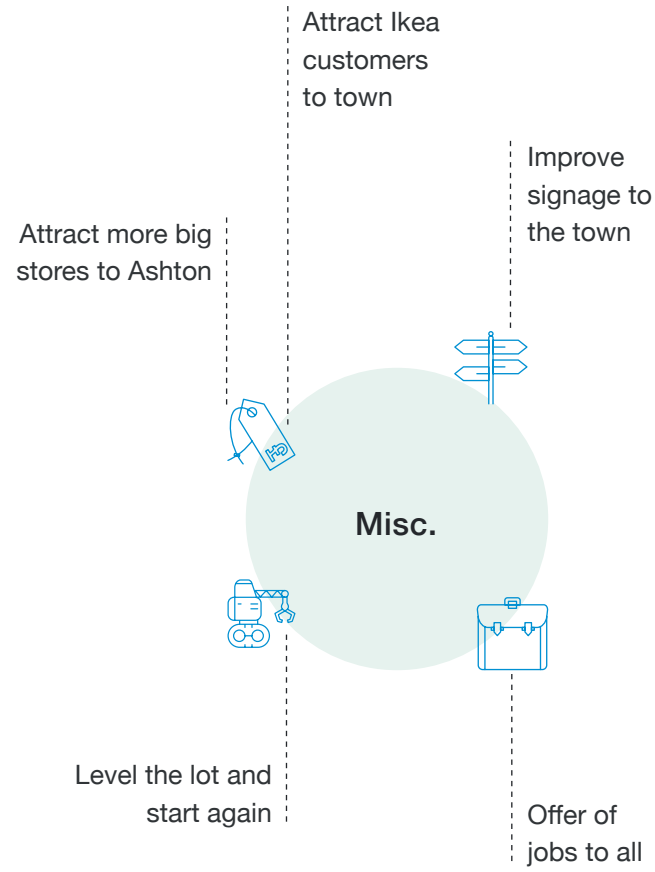 Attract Ikea
customers
to town
Improve
signage to
the town
Attract more big
stores to Ashton
Misc.
Level the lot and
start again
Offer of
jobs to all